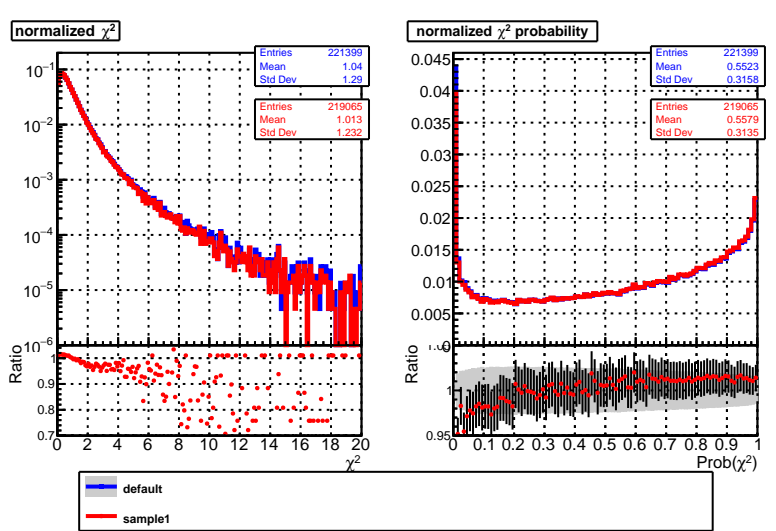 normalized χ²
Entries 221399
Mean 1.04
Std Dev 1.29
Entries 219065
Mean 1.013
Std Dev 1.232
10⁻¹
10⁻²
10⁻³
10⁻⁴
10⁻⁵
10⁻⁶
Ratio
1
0.9
0.8
0.7
0 2 4 6 8 10 12 14 16 18 20
χ²
normalized χ² probability
Entries 221399
Mean 0.5523
Std Dev 0.3158
Entries 219065
Mean 0.5579
Std Dev 0.3135
0.045
0.04
0.035
0.03
0.025
0.02
0.015
0.01
0.005
Ratio
1
0.95
0 0.1 0.2 0.3 0.4 0.5 0.6 0.7 0.8 0.9 1
Prob(χ²)
default
sample1